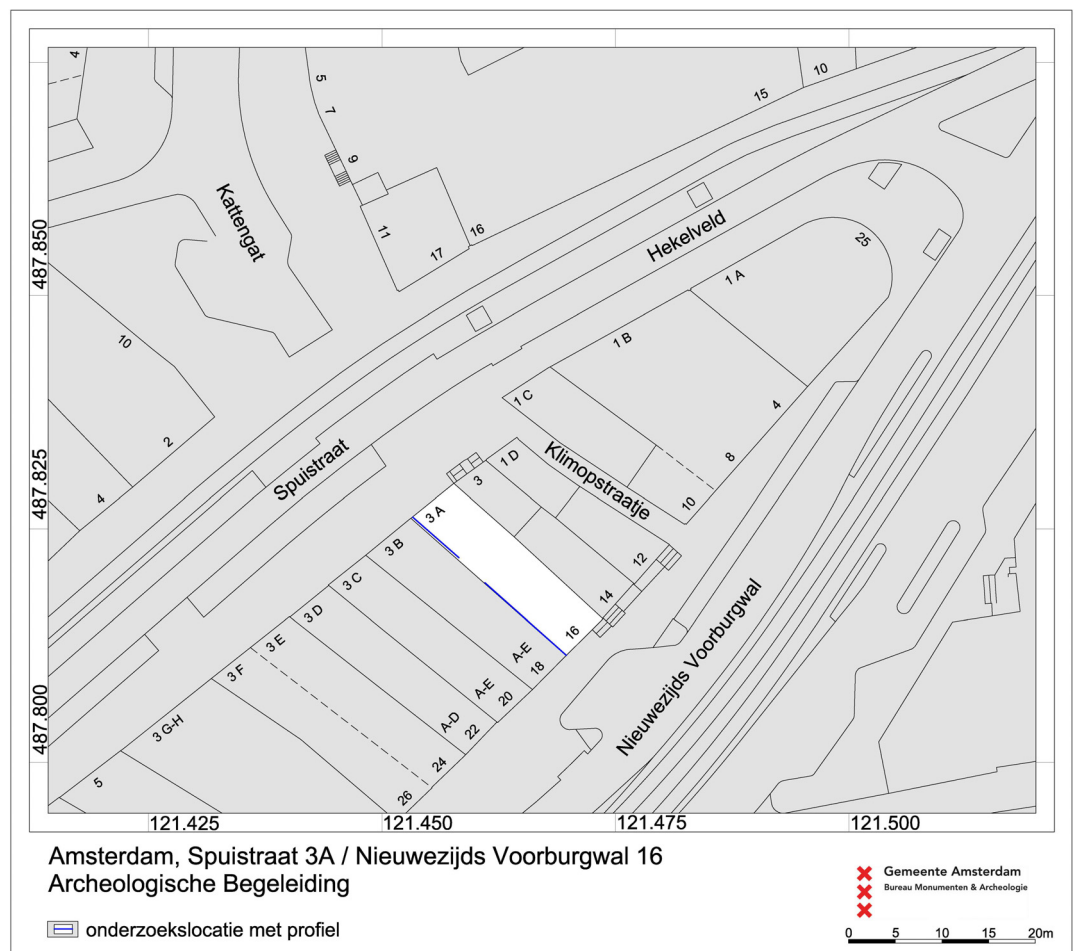 4
5
7
9
11
17
16
15
10
Kattengat
Hekelveld
25
1 A
1 B
1 C
487.850
10
2
4
Spuistraat
Klimopstraatje
4
8
10
487.825
1 D
3
3 A
3 B
3 C
3 D
3 E
3 F
3 G-H
5
12
14
16
A-E
18
A-E
20
A-D
22
24
26
Nieuwezijds Voorburgwal
487.800
121.425
121.450
121.475
121.500
Amsterdam, Spuistraat 3A / Nieuwezijds Voorburgwal 16
Archeologische Begeleiding
onderzoekslocatie met profiel
Gemeente Amsterdam
Bureau Monumenten & Archeologie
0 5 10 15 20m